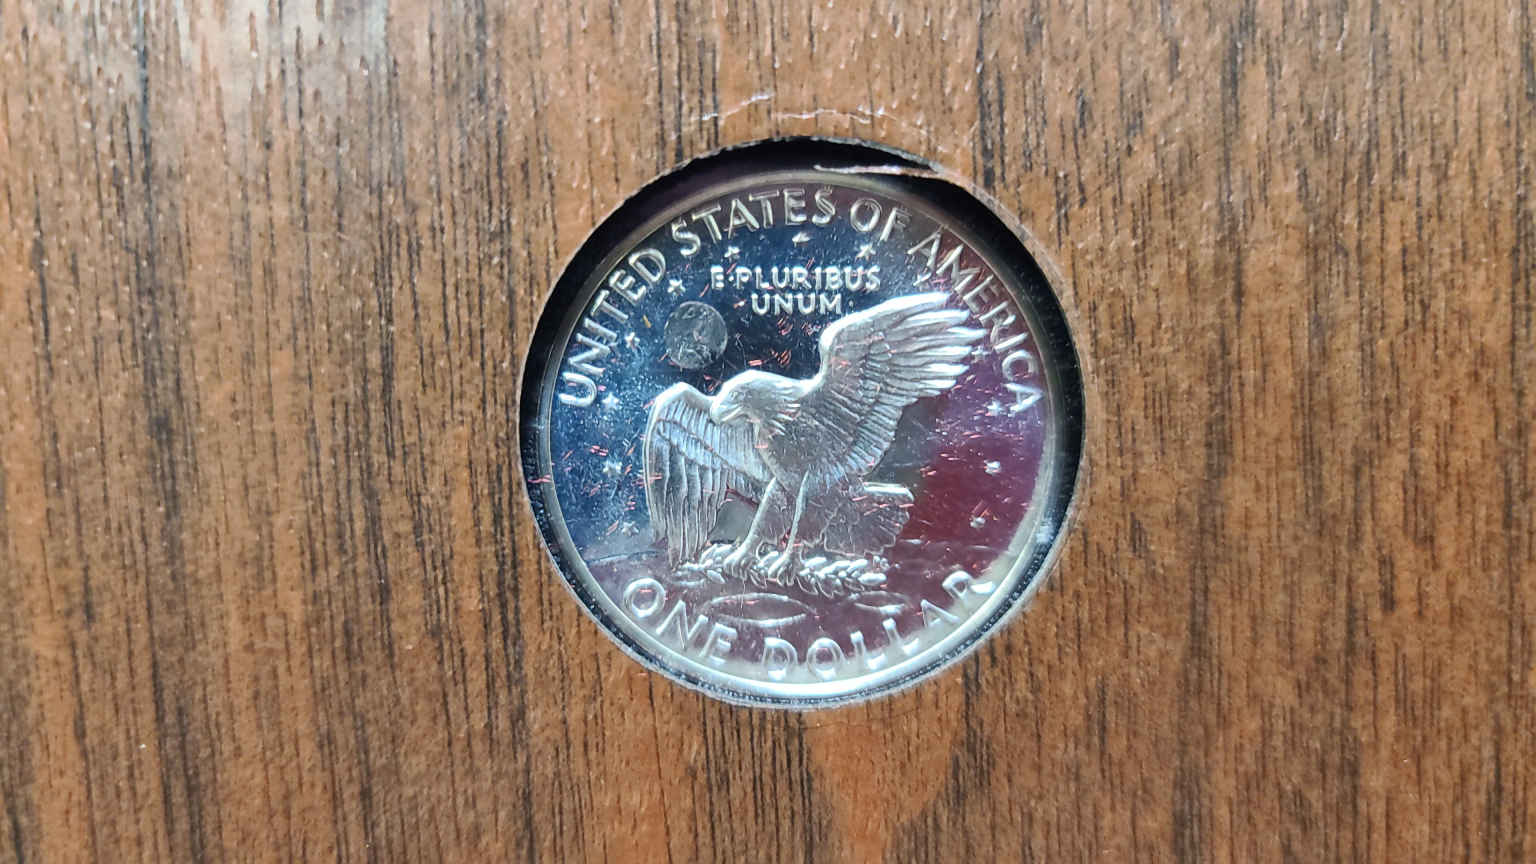 UNITED STATES OF AMERICA
E·PLURIBUS
UNUM
ONE DOLLAR